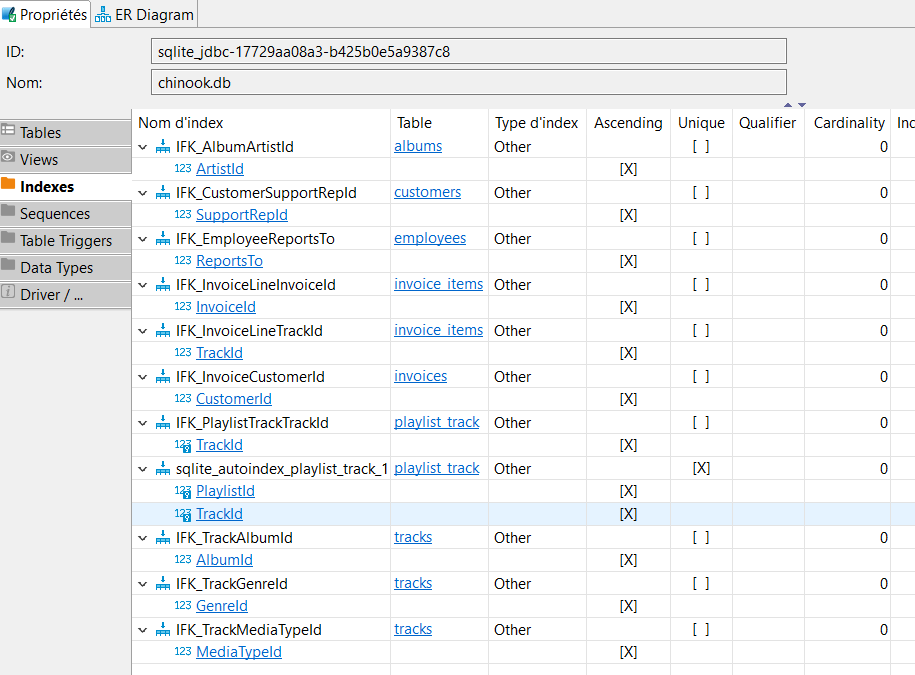 Propriétés ER Diagram
ID: sqlite_jdbc-17729aa08a3-b425b0e5a9387c8
Nom: chinook.db
Tables
Views
Indexes
Sequences
Table Triggers
Data Types
Driver / ...
Nom d'index Table Type d'index Ascending Unique Qualifier Cardinality Inc
IFK_AlbumArtistId albums Other [ ] 0
123 ArtistId [X]
IFK_CustomerSupportRepId customers Other [ ] 0
123 SupportRepId [X]
IFK_EmployeeReportsTo employees Other [ ] 0
123 ReportsTo [X]
IFK_InvoiceLineInvoiceId invoice_items Other [ ] 0
123 InvoiceId [X]
IFK_InvoiceLineTrackId invoice_items Other [ ] 0
123 TrackId [X]
IFK_InvoiceCustomerId invoices Other [ ] 0
123 CustomerId [X]
IFK_PlaylistTrackTrackId playlist_track Other [ ] 0
123 TrackId [X]
sqlite_autoindex_playlist_track_1 playlist_track Other [X] 0
123 PlaylistId [X]
123 TrackId [X]
IFK_TrackAlbumId tracks Other [ ] 0
123 AlbumId [X]
IFK_TrackGenreId tracks Other [ ] 0
123 GenreId [X]
IFK_TrackMediaTypeId tracks Other [ ] 0
123 MediaTypeId [X]